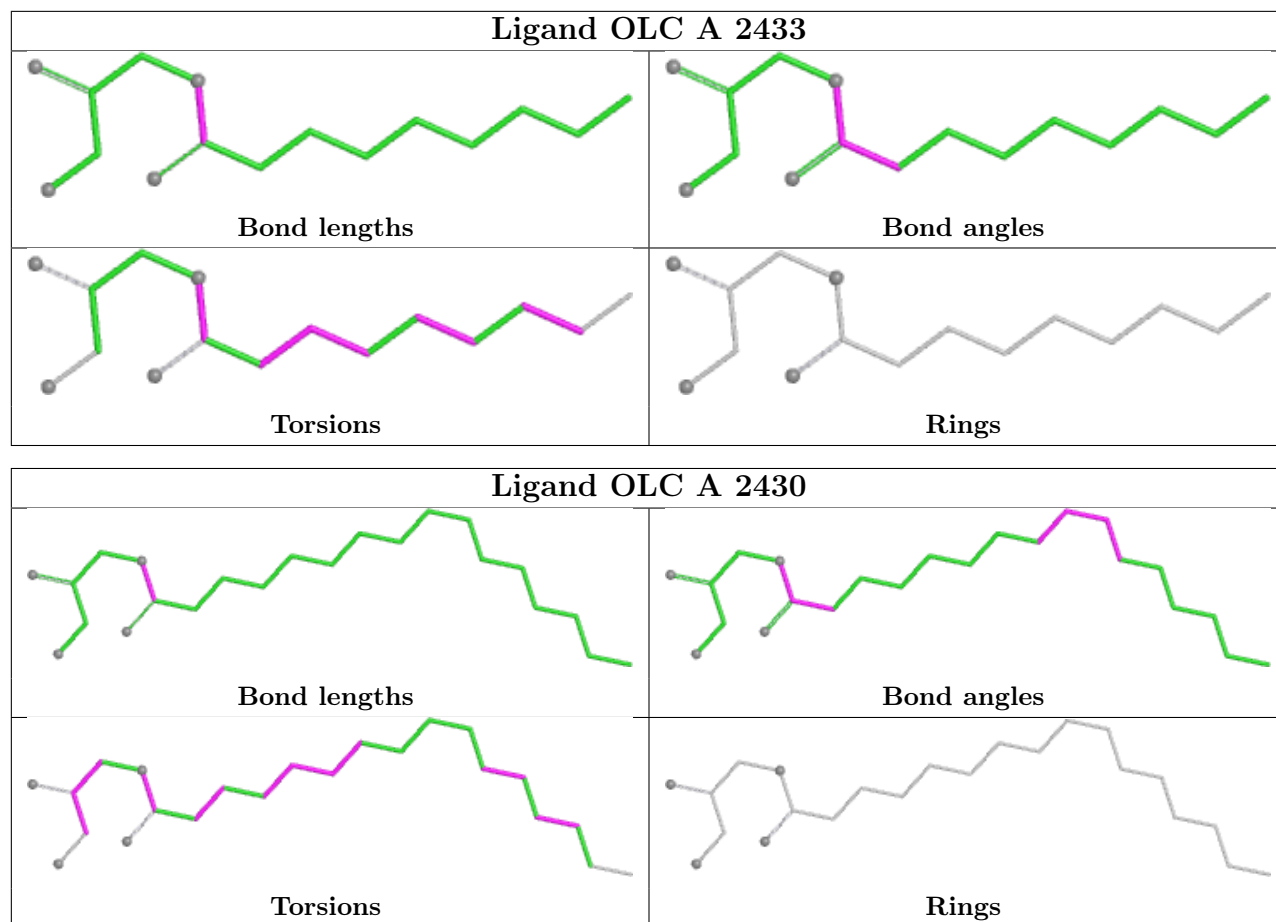 Ligand OLC A 2433
Bond lengths
Bond angles
Torsions
Rings
Ligand OLC A 2430
Bond lengths
Bond angles
Torsions
Rings